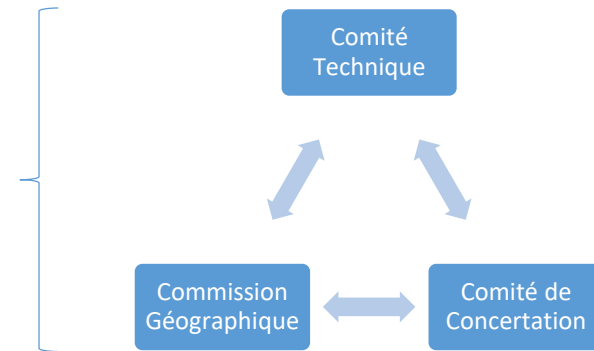 Comité
Technique
Commission
Géographique
Comité de
Concertation